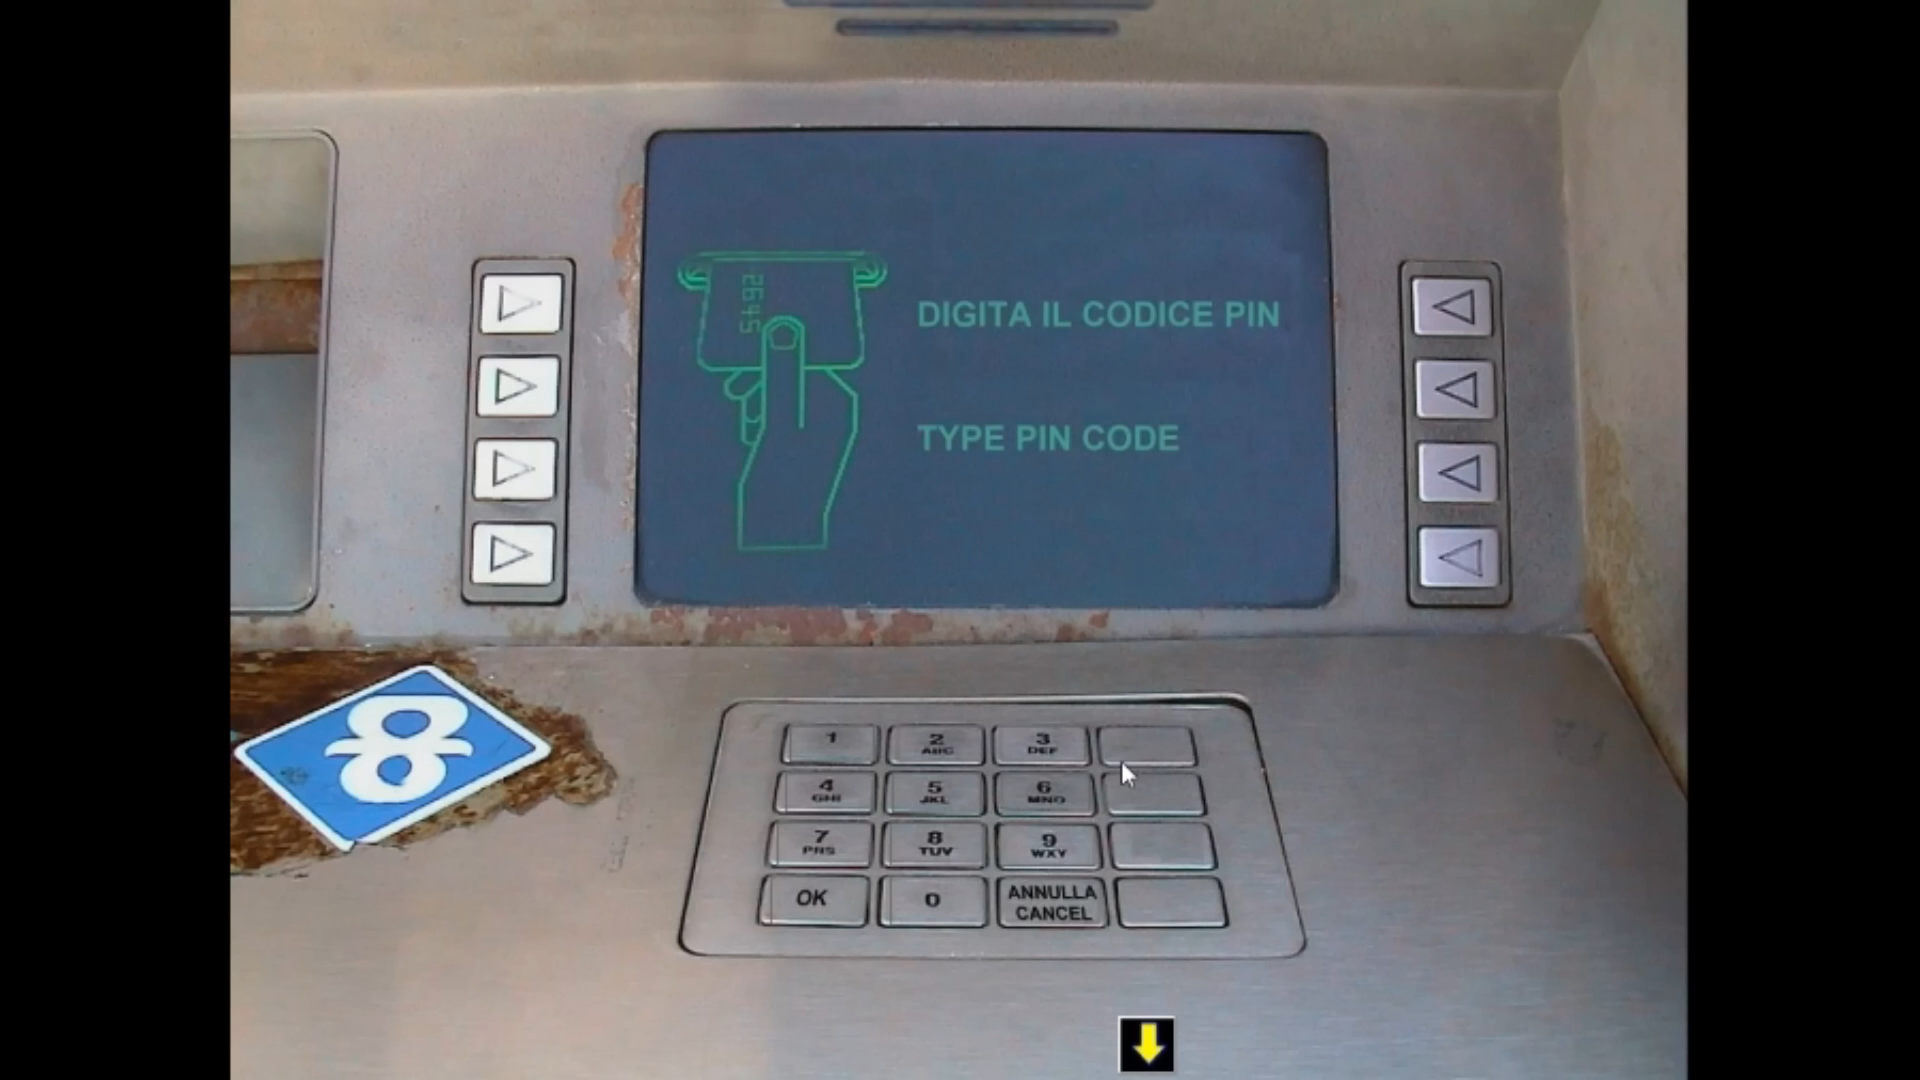 2645
DIGITA IL CODICE PIN
TYPE PIN CODE
1
2
ABC
3
DEF
4
GHI
5
JKL
6
MNO
7
PRS
8
TUV
9
WXY
OK
0
ANNULLA
CANCEL